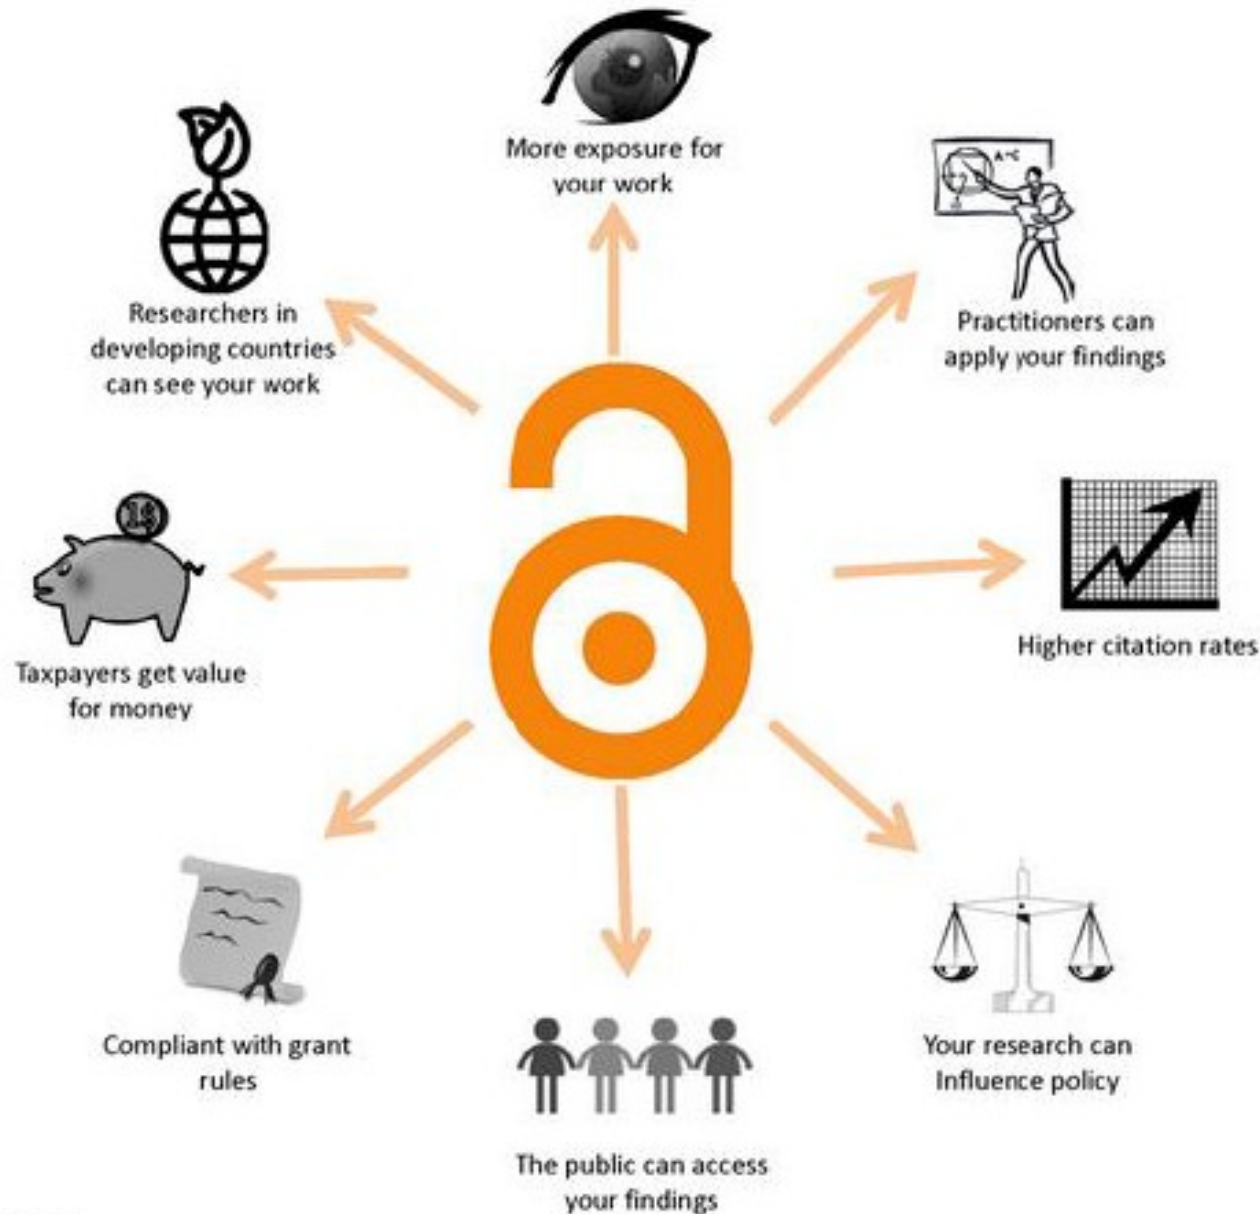 More exposure for
your work
Practitioners can
apply your findings
Higher citation rates
Your research can
Influence policy
The public can access
your findings
Compliant with grant
rules
Taxpayers get value
for money
Researchers in
developing countries
can see your work